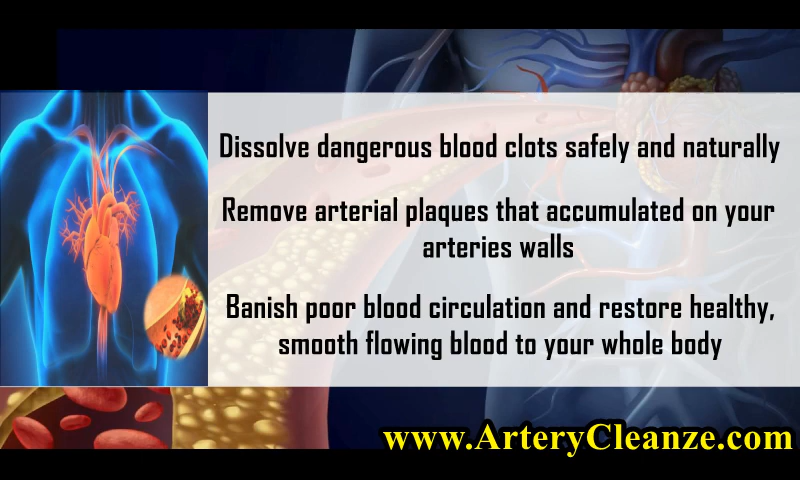 Dissolve dangerous blood clots safely and naturally
Remove arterial plaques that accumulated on your
arteries walls
Banish poor blood circulation and restore healthy,
smooth flowing blood to your whole body
www.ArteryCleanze.com